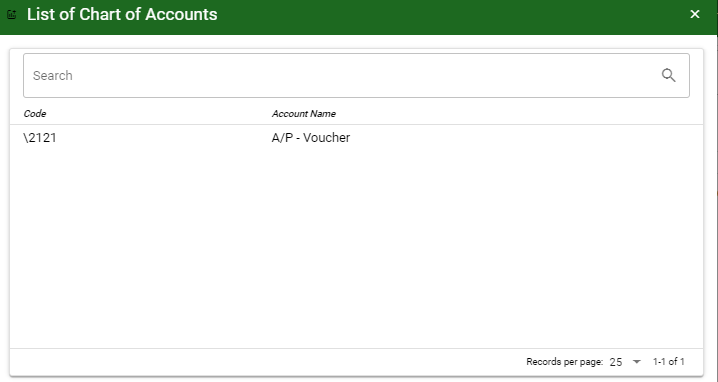 List of Chart of Accounts
Search
Code Account Name
\2121 A/P - Voucher
Records per page: 25 1-1 of 1